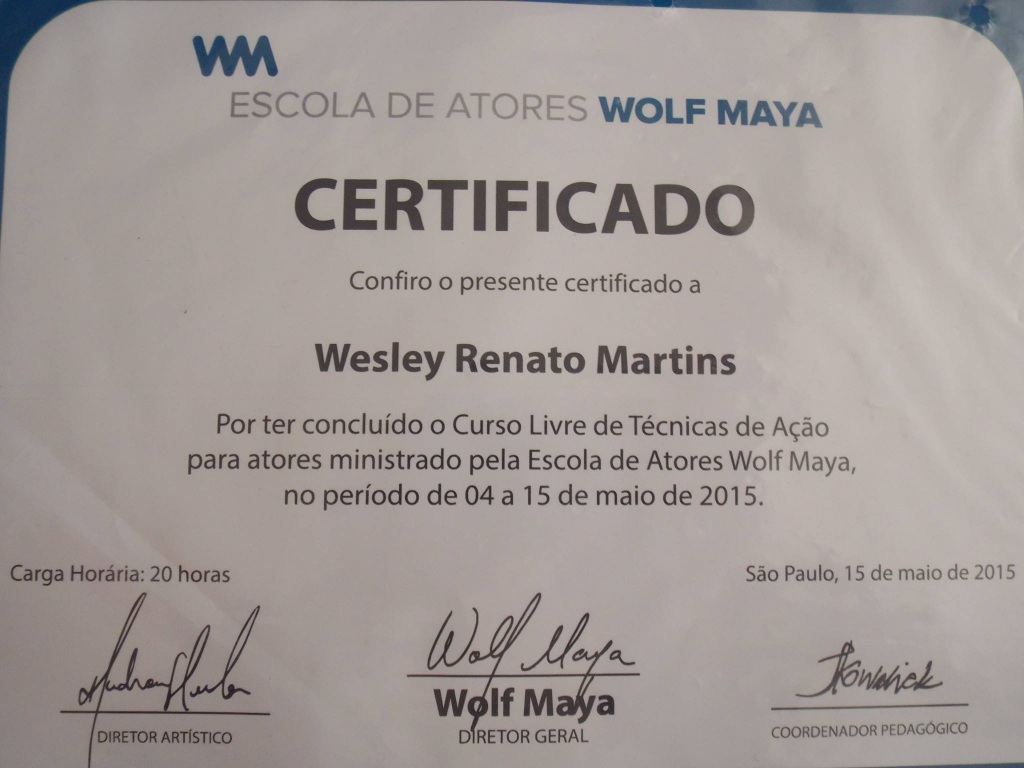 WM
ESCOLA DE ATORES WOLF MAYA
CERTIFICADO
Confiro o presente certificado a
Wesley Renato Martins
Por ter concluído o Curso Livre de Técnicas de Ação
para atores ministrado pela Escola de Atores Wolf Maya,
no período de 04 a 15 de maio de 2015.
Carga Horária: 20 horas
São Paulo, 15 de maio de 2015
Wolf Maya
Wolf Maya
DIRETOR ARTÍSTICO
DIRETOR GERAL
COORDENADOR PEDAGÓGICO